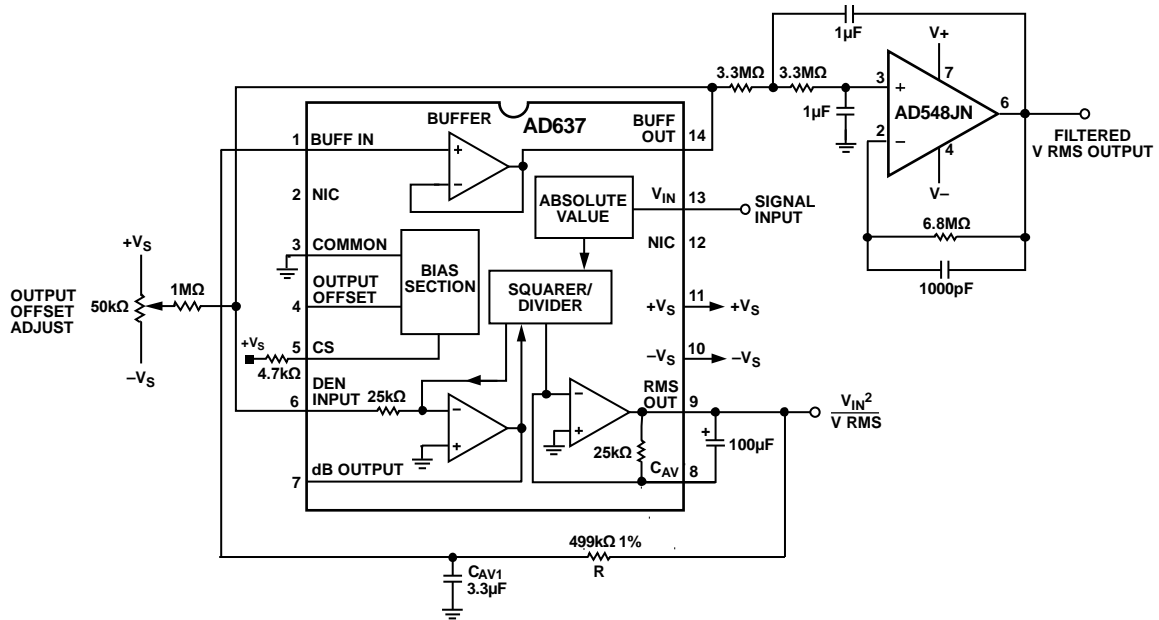 1µF
V+
3.3MΩ 3.3MΩ
3
+
7
6
AD548JN
1µF
2
–
4
V–
FILTERED
V RMS OUTPUT
6.8MΩ
1000pF
BUFFER
AD637
BUFF
OUT
14
1
BUFF IN
+
–
2
NIC
ABSOLUTE
VALUE
VIN
13
SIGNAL
INPUT
NIC
12
3
COMMON
BIAS
SECTION
OUTPUT
OFFSET
4
SQUARER/
DIVIDER
+VS
11
+VS
–VS
10
–VS
+VS
OUTPUT
OFFSET
ADJUST
50kΩ
1MΩ
–VS
+VS
4.7kΩ
5
CS
DEN
INPUT
6
25kΩ
–
+
–
+
RMS
OUT
9
25kΩ
CAV
8
+
100µF
VIN2
V RMS
7
dB OUTPUT
499kΩ 1%
R
CAV1
3.3µF